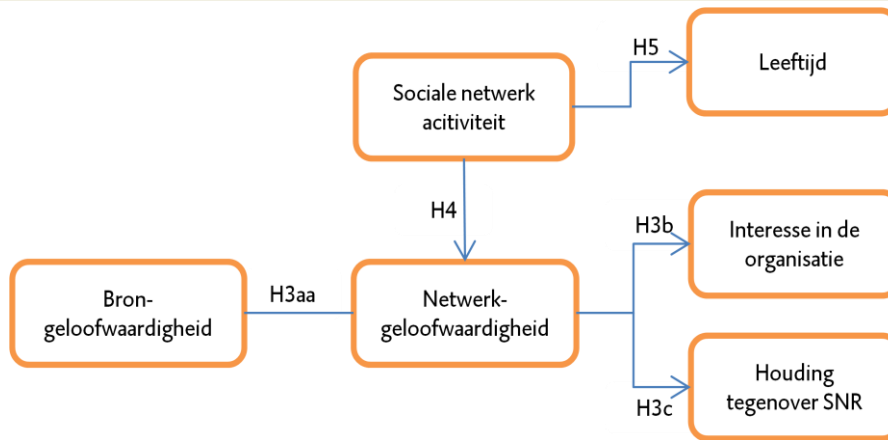 H5
Leeftijd
Sociale netwerk
acitiviteit
H4
H3b
Interesse in de
organisatie
Bron-
geloofwaardigheid
H3aa
Netwerk-
geloofwaardigheid
Houding
tegenover SNR
H3c